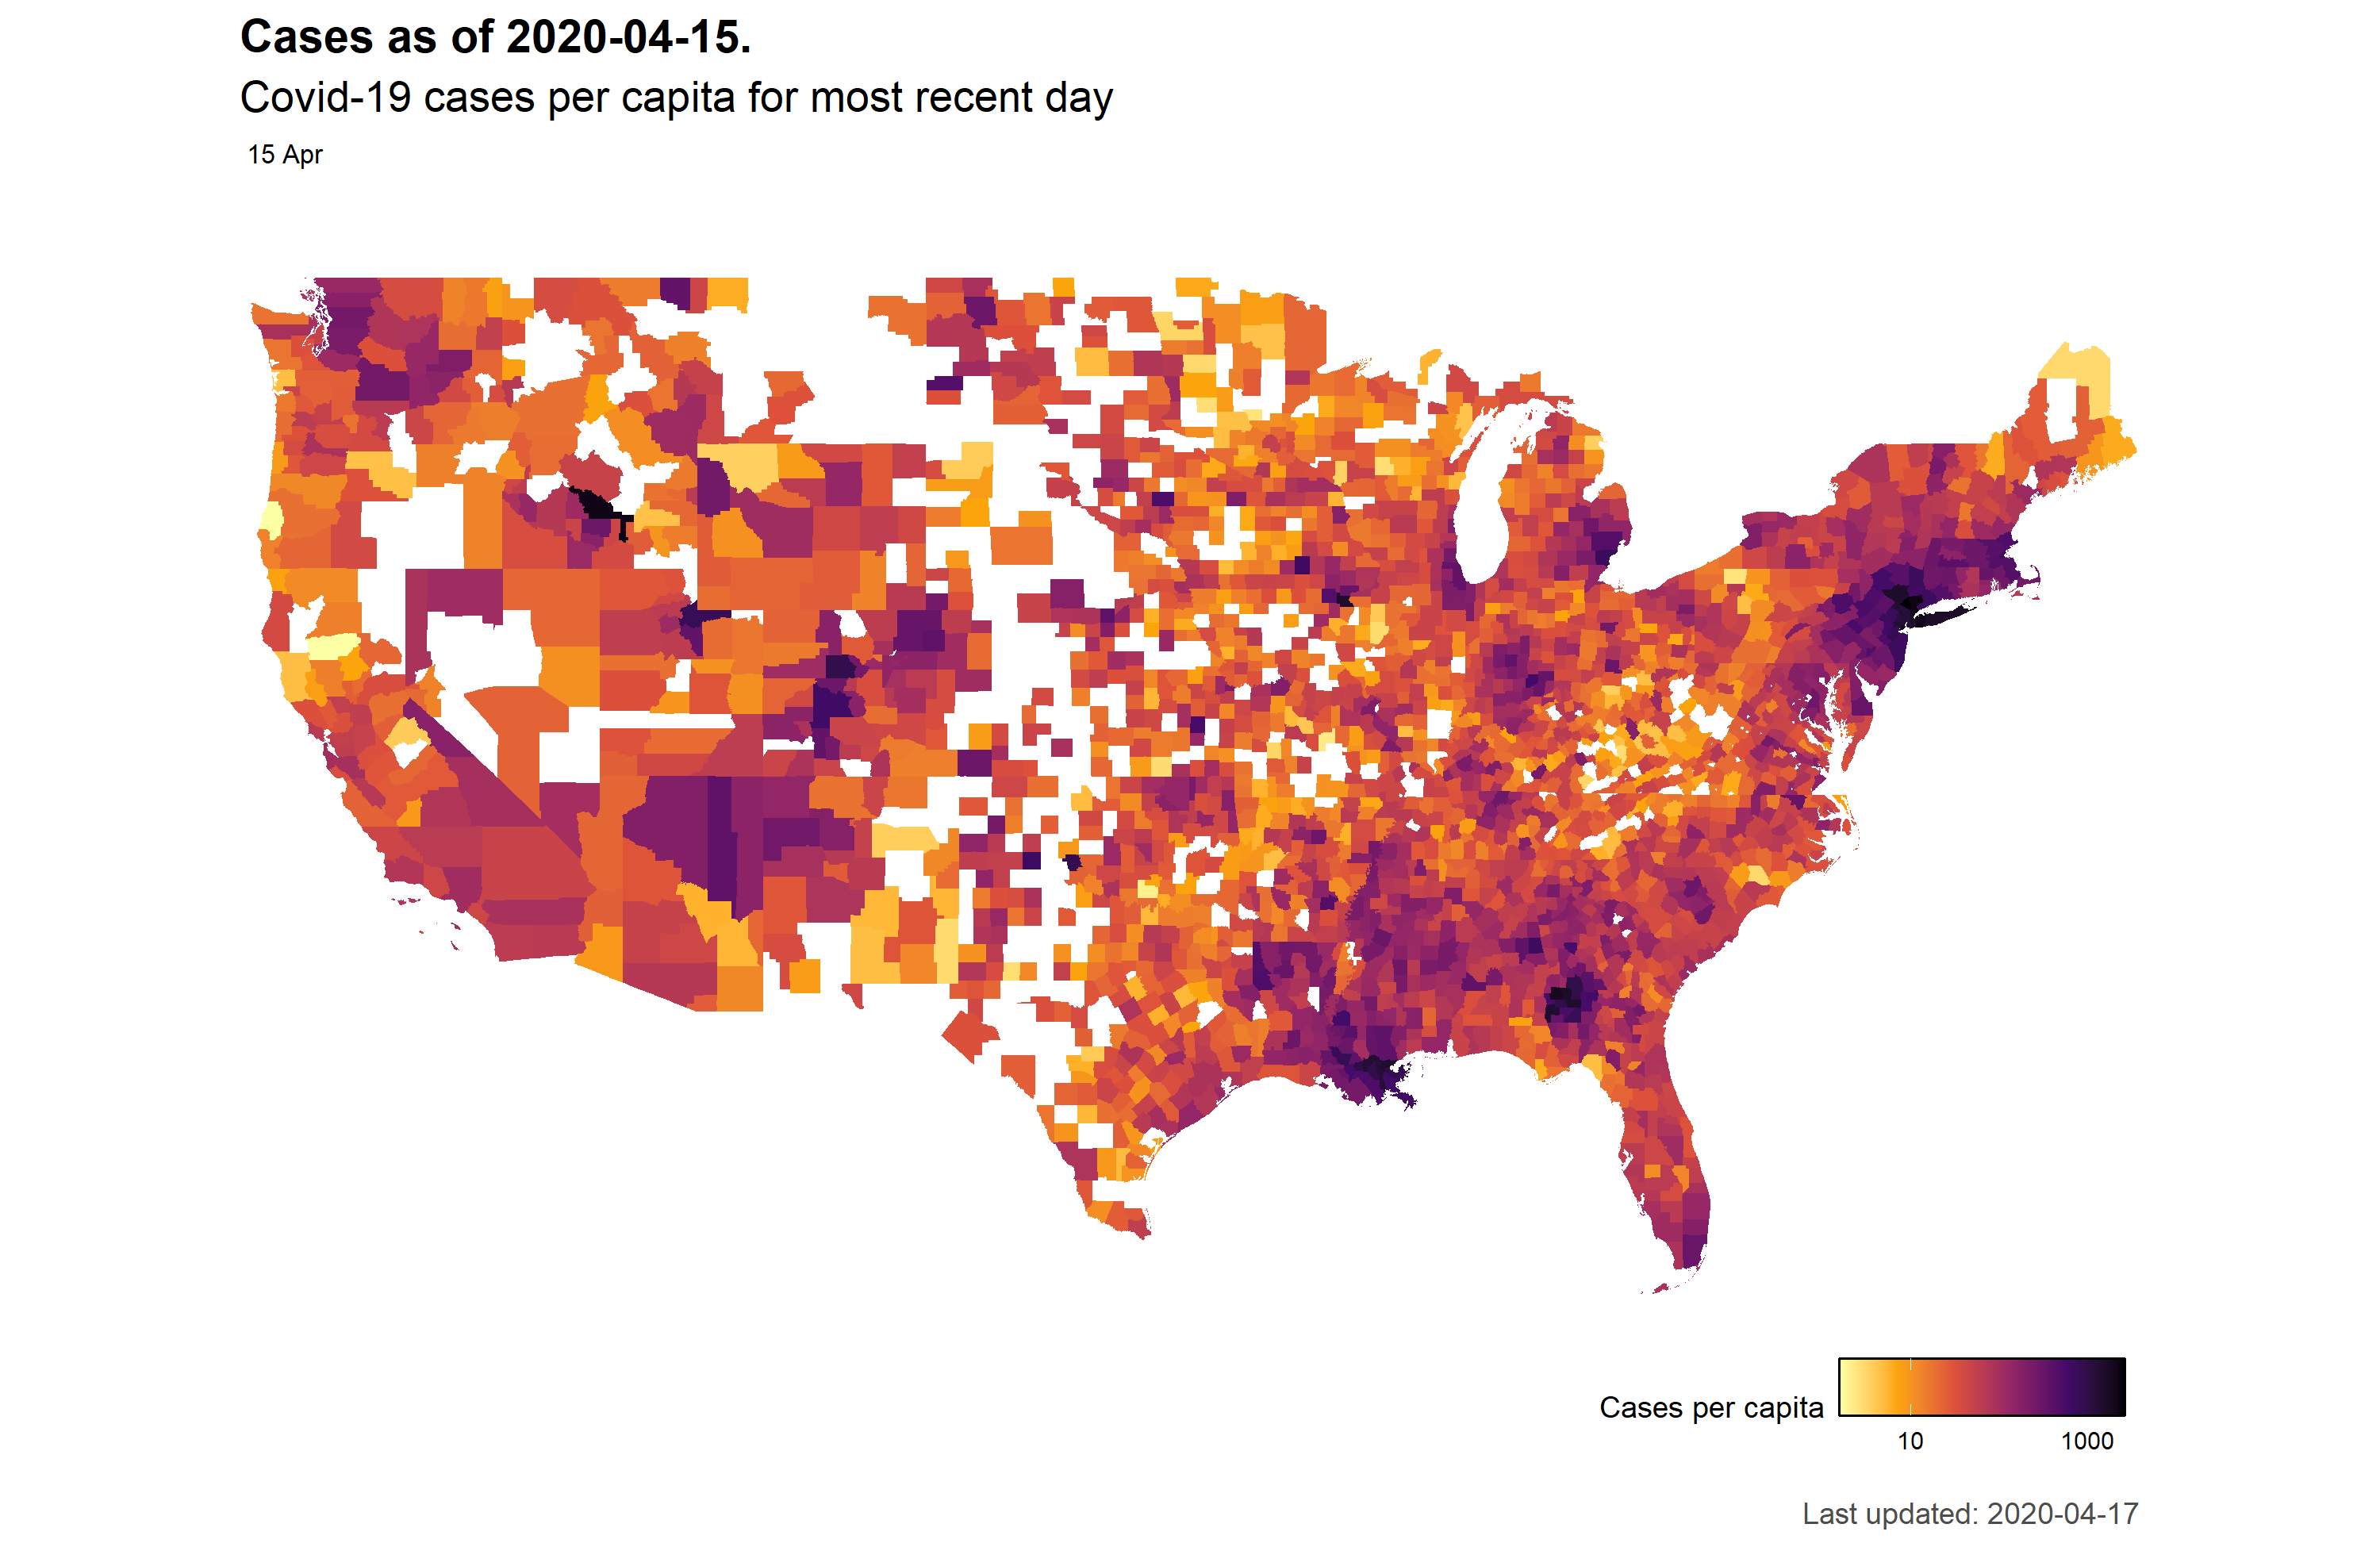 Cases as of 2020-04-15.
Covid-19 cases per capita for most recent day
15 Apr
Cases per capita
10 1000
Last updated: 2020-04-17